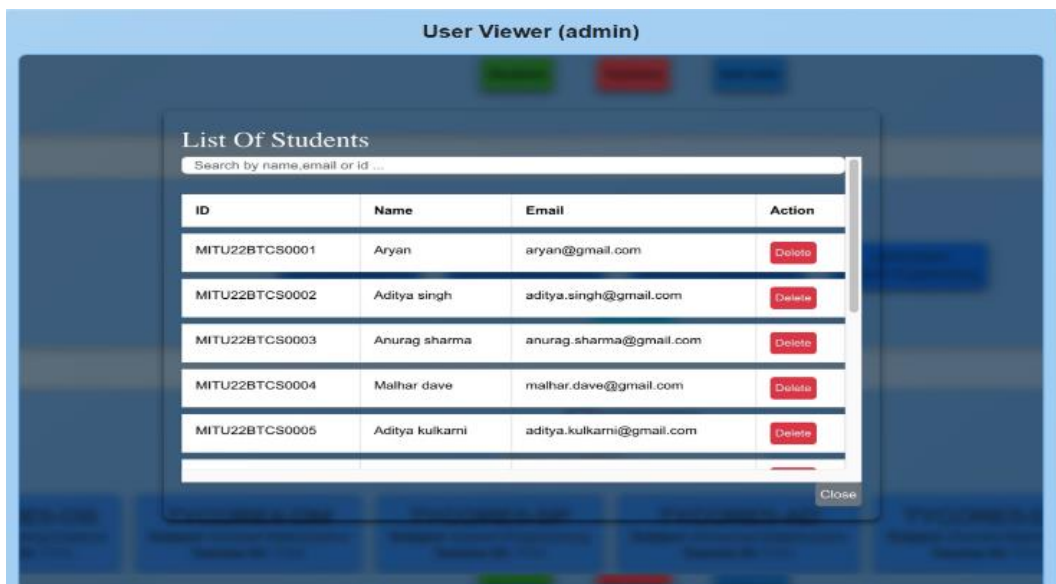 User Viewer (admin)
List Of Students
Search by name,email or id ...
ID Name Email Action
MITU22BTCS0001 Aryan aryan@gmail.com Delete
MITU22BTCS0002 Aditya singh aditya.singh@gmail.com Delete
MITU22BTCS0003 Anurag sharma anurag.sharma@gmail.com Delete
MITU22BTCS0004 Malhar dave malhar.dave@gmail.com Delete
MITU22BTCS0005 Aditya kulkarni aditya.kulkarni@gmail.com Delete
Close